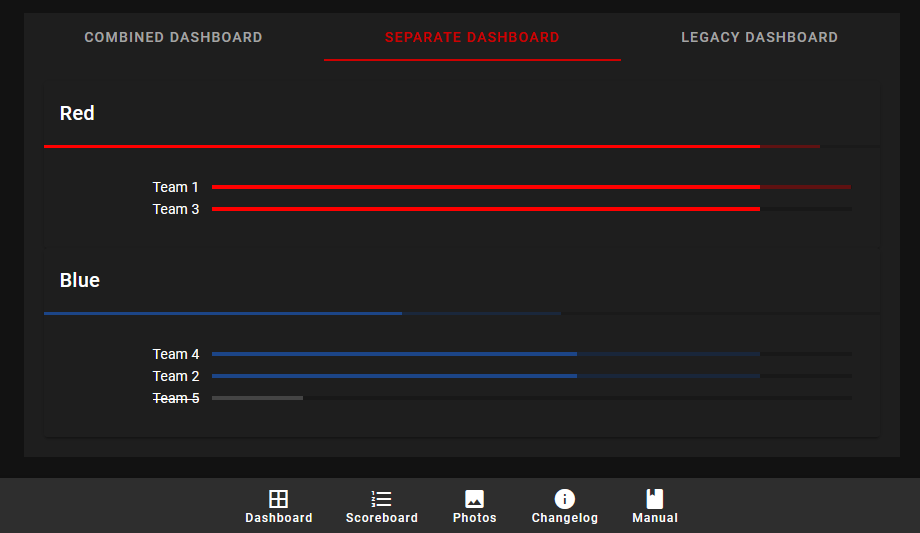 COMBINED DASHBOARD SEPARATE DASHBOARD LEGACY DASHBOARD
Red
Team 1
Team 3
Blue
Team 4
Team 2
Team 5
Dashboard Scoreboard Photos Changelog Manual